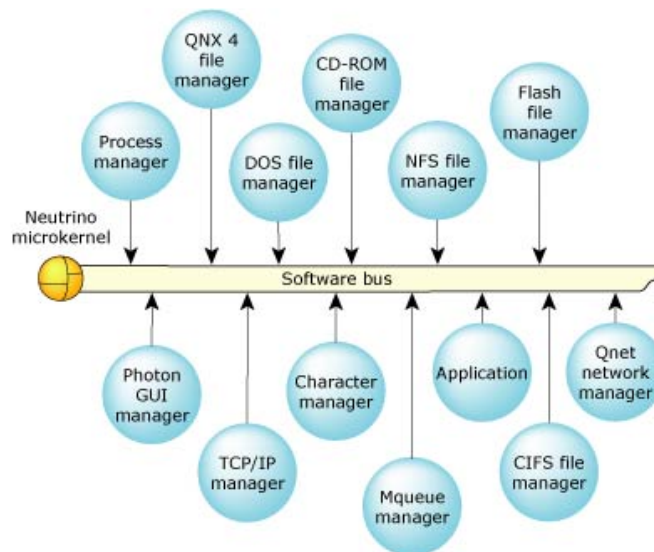 QNX 4
file
manager
CD-ROM
file
manager
Flash
file
manager
Process
manager
DOS file
manager
NFS file
manager
Neutrino
microkernel
Software bus
Photon
GUI
manager
Character
manager
Application
Qnet
network
manager
TCP/IP
manager
Mqueue
manager
CIFS file
manager